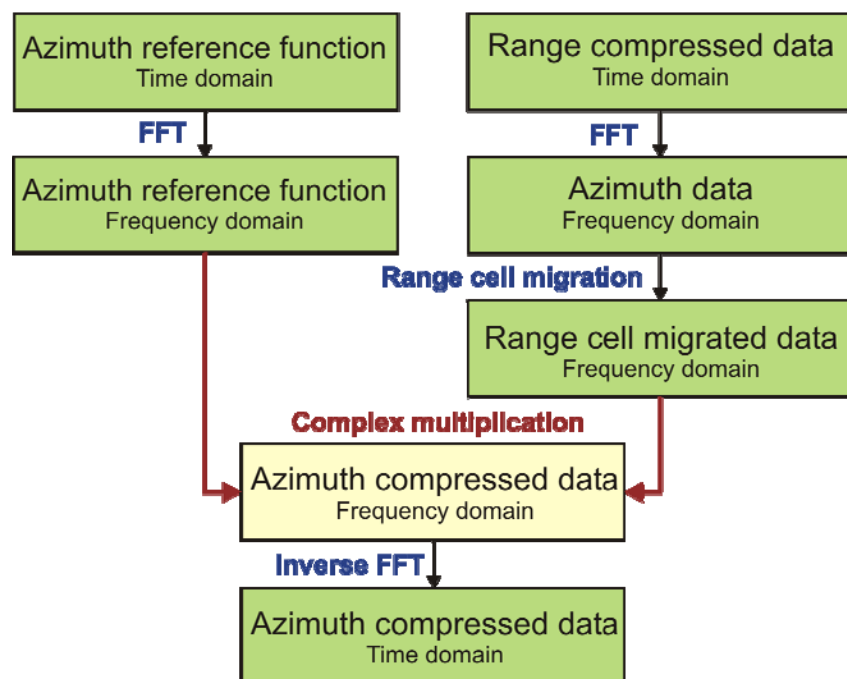 Azimuth reference function
Time domain
Range compressed data
Time domain
FFT
FFT
Azimuth reference function
Frequency domain
Azimuth data
Frequency domain
Range cell migration
Range cell migrated data
Frequency domain
Complex multiplication
Azimuth compressed data
Frequency domain
Inverse FFT
Azimuth compressed data
Time domain